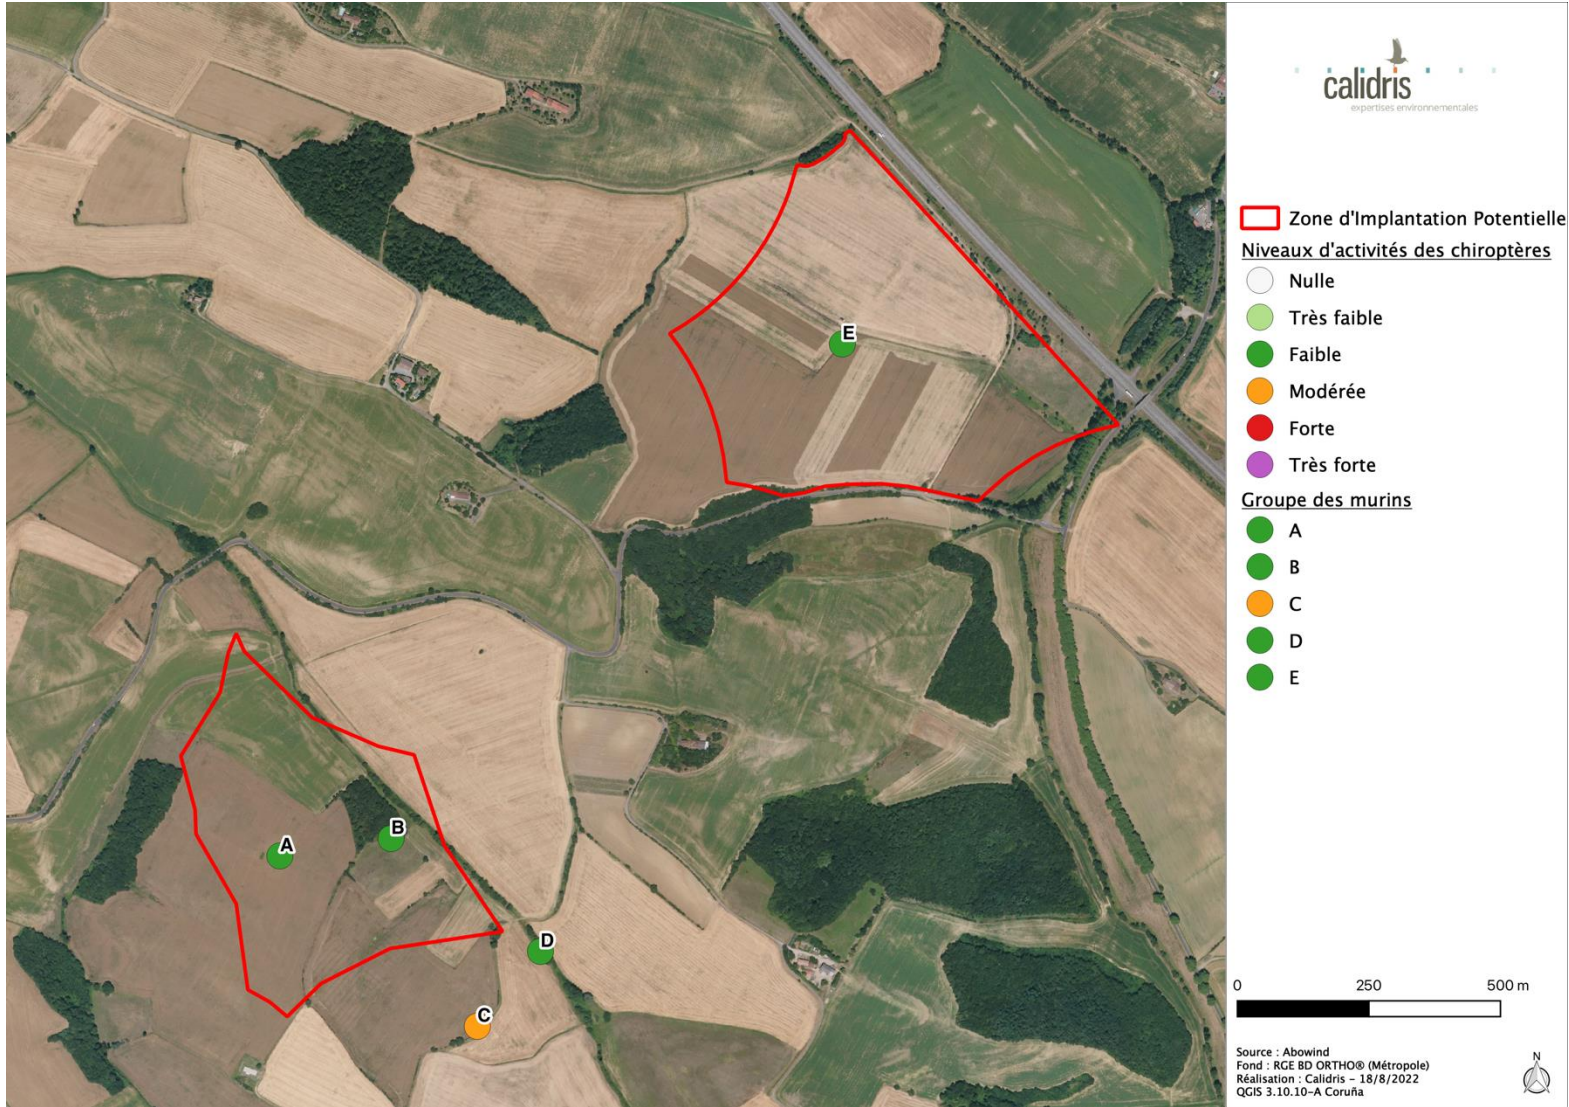 calidris
expertises environnementales
Zone d'Implantation Potentielle
Niveaux d'activités des chiroptères
Nulle
Très faible
Faible
Modérée
Forte
Très forte
Groupe des murins
A
B
C
D
E
E
B
A
D
C
0 250 500 m
Source : Abowind
Fond : RGE BD ORTHO® (Métropole)
Réalisation : Calidris - 18/8/2022
QGIS 3.10.10-A Coruña
N